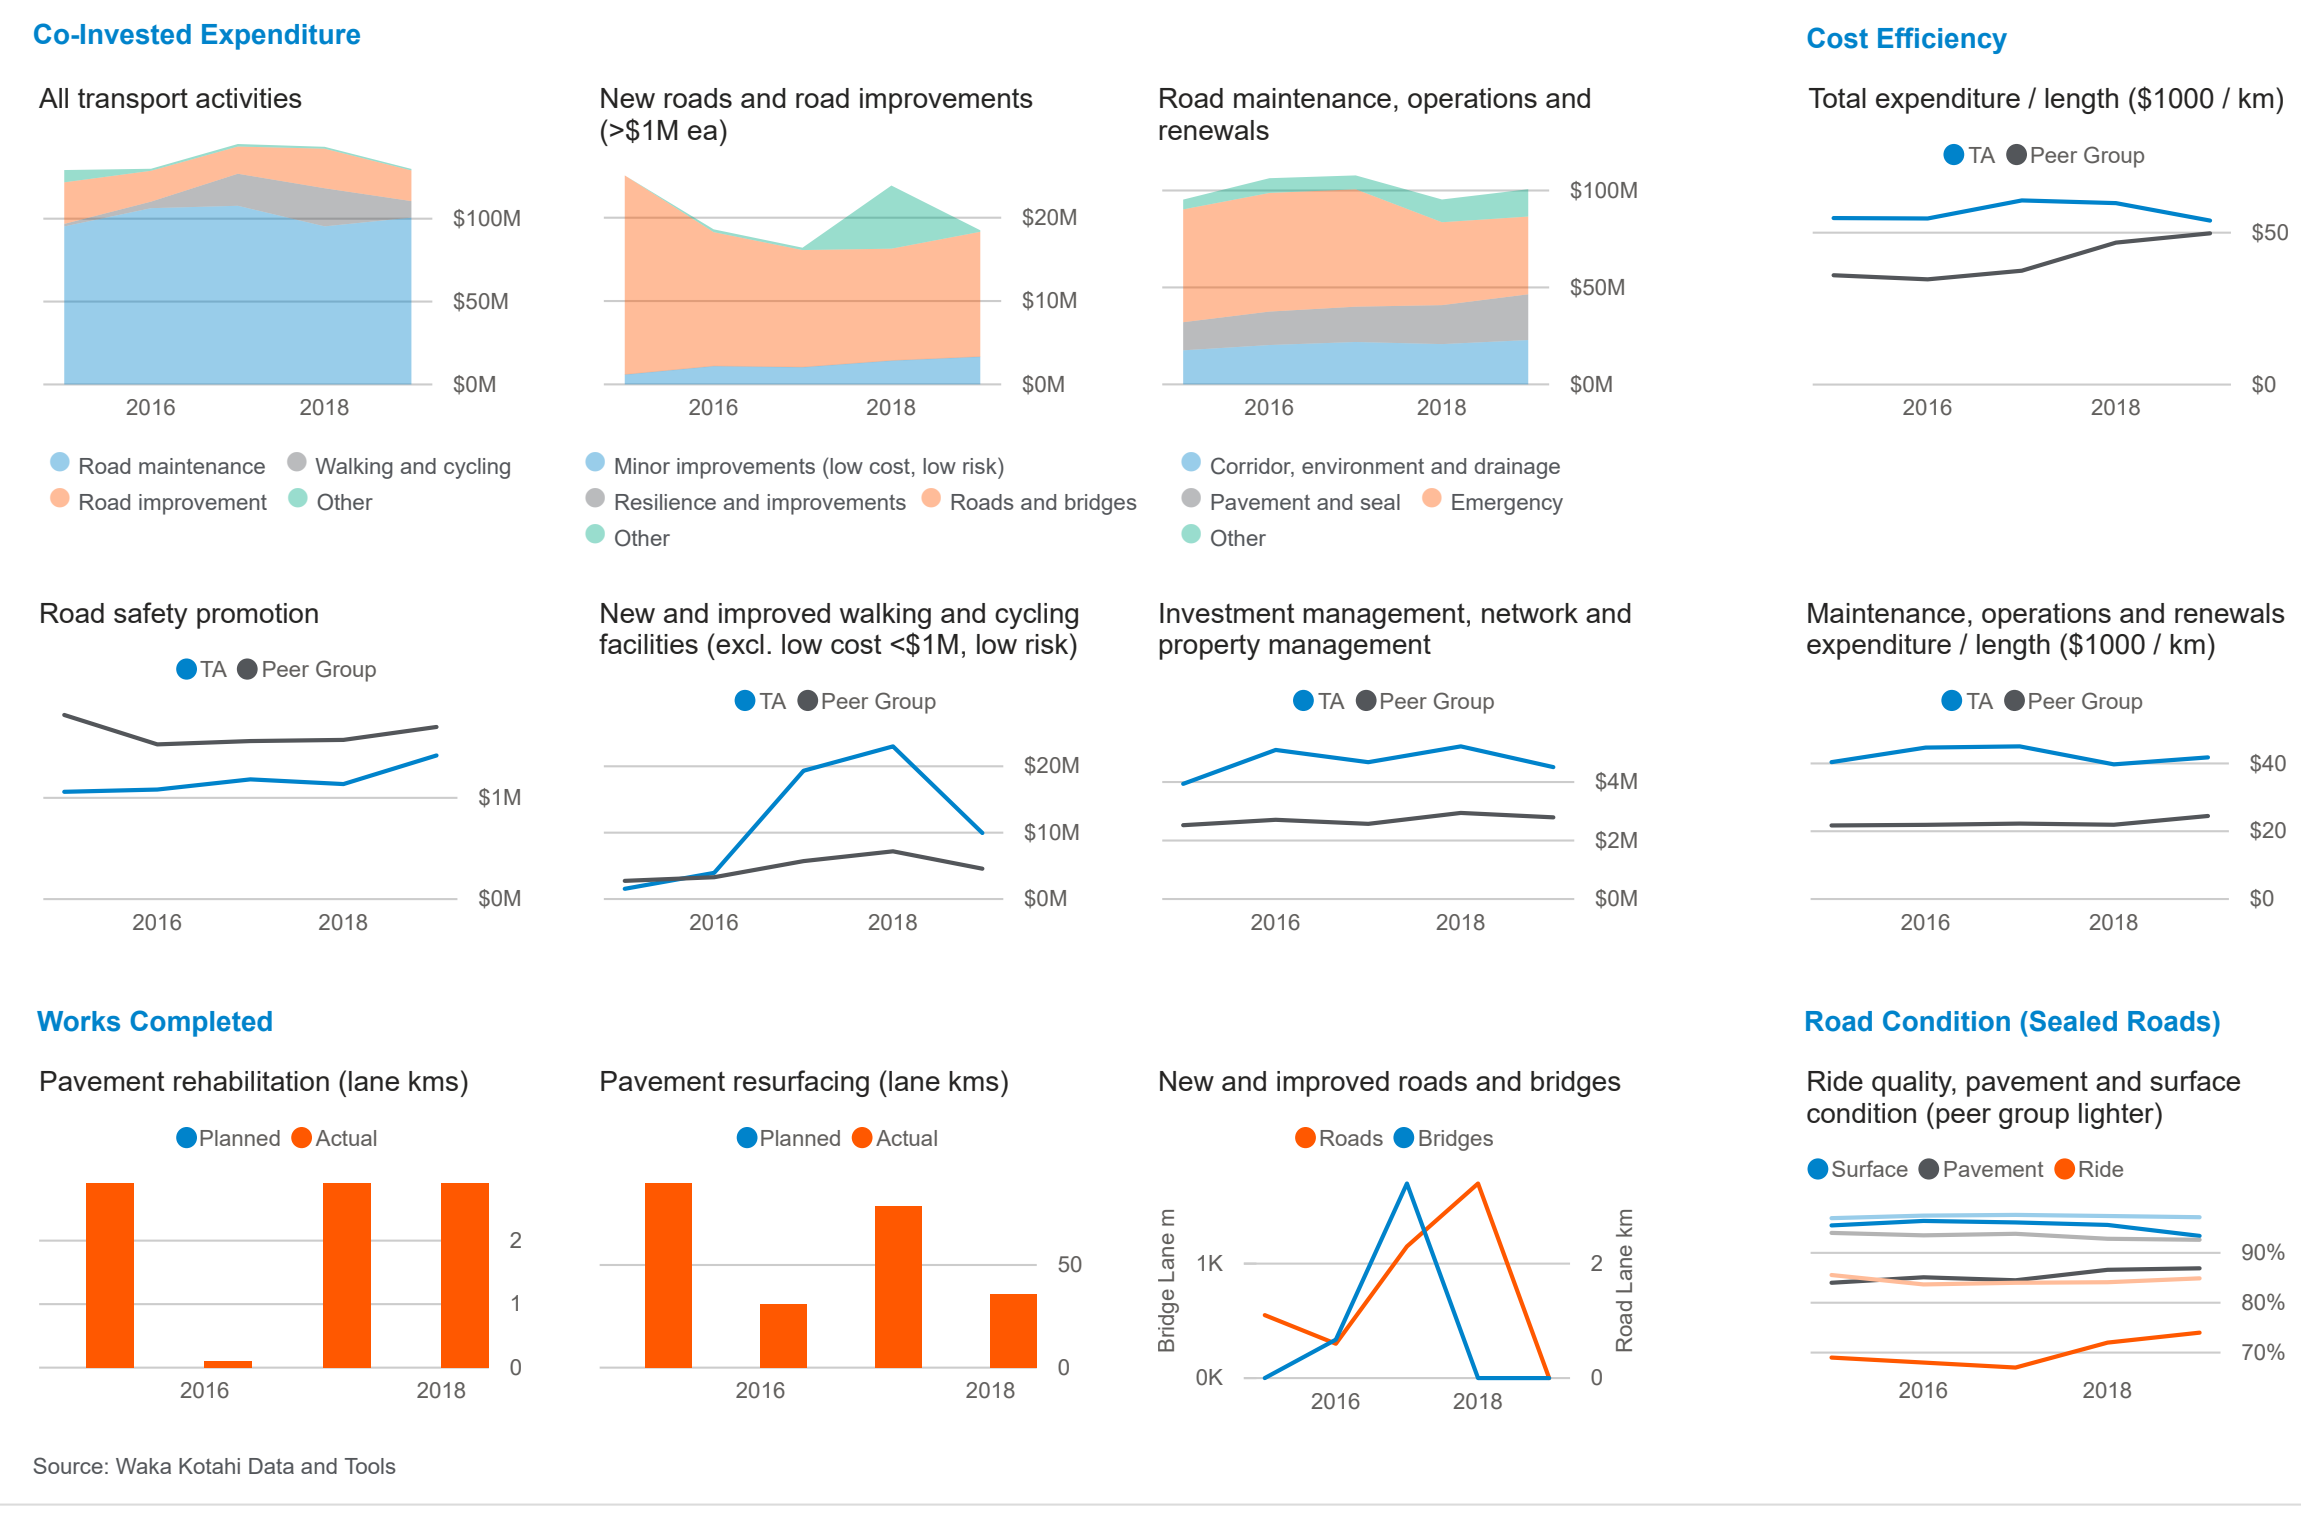 Co-Invested Expenditure
Cost Efficiency
All transport activities
$100M
$50M
$0M
2016 2018
Road maintenance Walking and cycling
Road improvement Other
New roads and road improvements
(>$1M ea)
$20M
$10M
$0M
2016 2018
Minor improvements (low cost, low risk)
Resilience and improvements Roads and bridges
Other
Road maintenance, operations and
renewals
$100M
$50M
$0M
2016 2018
Corridor, environment and drainage
Pavement and seal Emergency
Other
Total expenditure / length ($1000 / km)
TA Peer Group
$50
$0
2016 2018
Road safety promotion
TA Peer Group
$1M
$0M
2016 2018
New and improved walking and cycling
facilities (excl. low cost <$1M, low risk)
TA Peer Group
$20M
$10M
$0M
2016 2018
Investment management, network and
property management
TA Peer Group
$4M
$2M
$0M
2016 2018
Maintenance, operations and renewals
expenditure / length ($1000 / km)
TA Peer Group
$40
$20
$0
2016 2018
Works Completed
Road Condition (Sealed Roads)
Pavement rehabilitation (lane kms)
Planned Actual
2
1
0
2016 2018
Pavement resurfacing (lane kms)
Planned Actual
50
0
2016 2018
New and improved roads and bridges
Roads Bridges
Bridge Lane m
1K
0K
2
0
Road Lane km
2016 2018
Ride quality, pavement and surface
condition (peer group lighter)
Surface Pavement Ride
90%
80%
70%
2016 2018
Source: Waka Kotahi Data and Tools